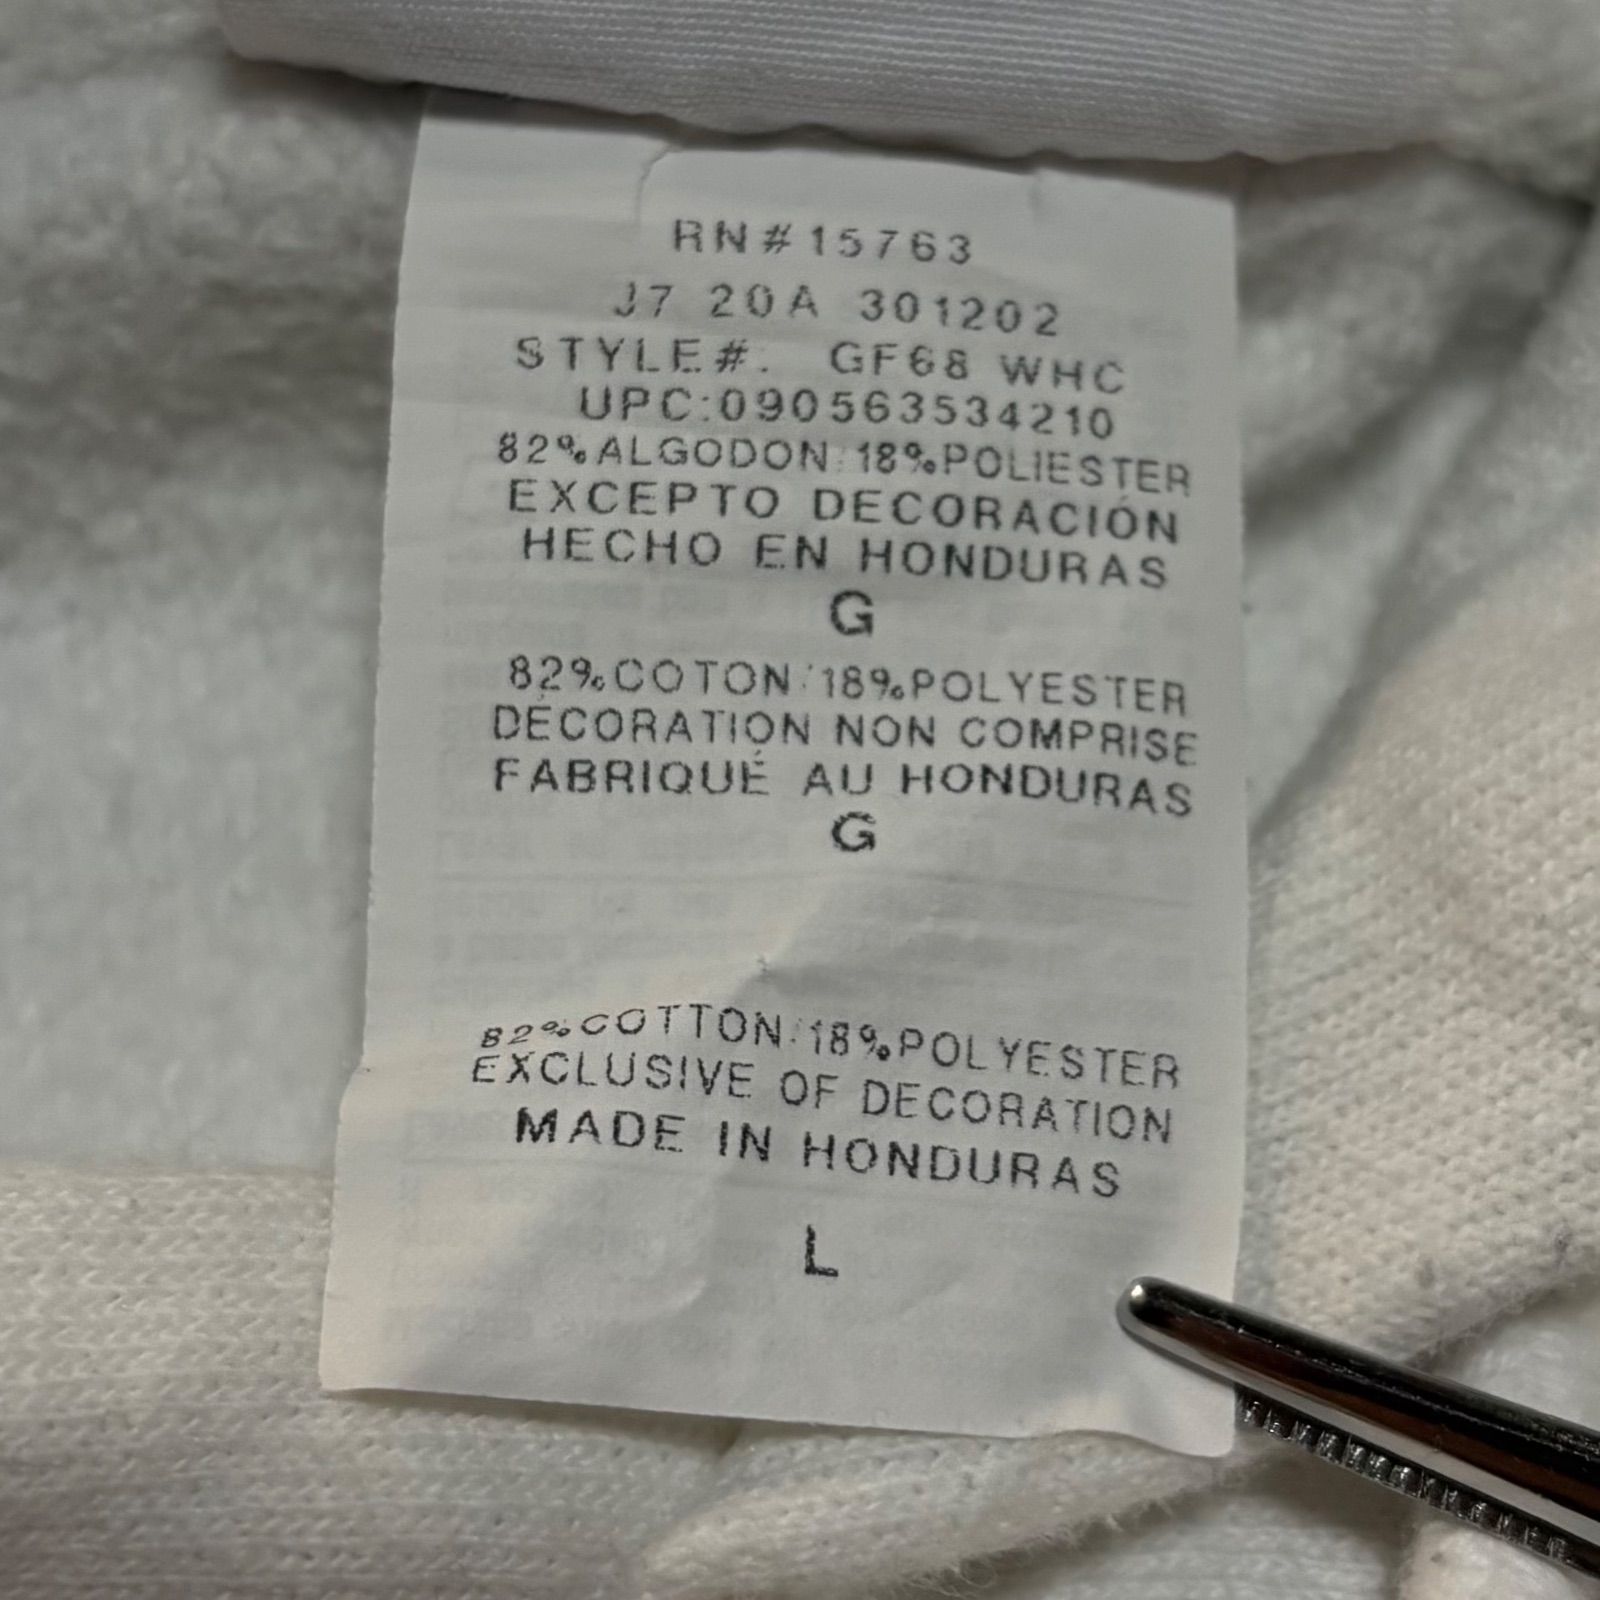 RN#15763
J7 20A 301202
STYLE#: GF68 WHC
UPC:090563534210
82%ALGODON/18%POLIESTER
EXCEPTO DECORACIÓN
HECHO EN HONDURAS
G
82%COTON/18%POLYESTER
DÉCORATION NON COMPRISE
FABRIQUÉ AU HONDURAS
G
82%COTTON/18%POLYESTER
EXCLUSIVE OF DECORATION
MADE IN HONDURAS
L